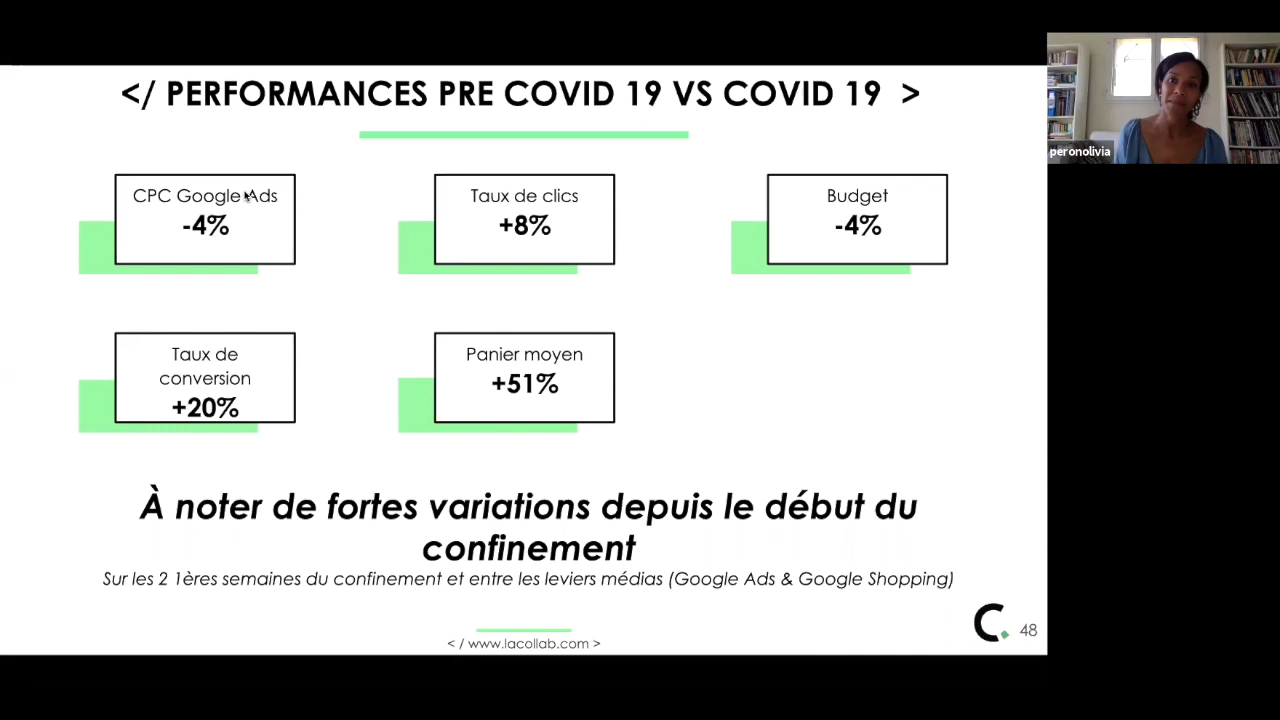 </ PERFORMANCES PRE COVID 19 VS COVID 19 >
peronolivia
CPC Google Ads
-4%
Taux de clics
+8%
Budget
-4%
Taux de
conversion
+20%
Panier moyen
+51%
À noter de fortes variations depuis le début du
confinement
Sur les 2 1ères semaines du confinement et entre les leviers médias (Google Ads & Google Shopping)
C.
48
< / www.lacollab.com >